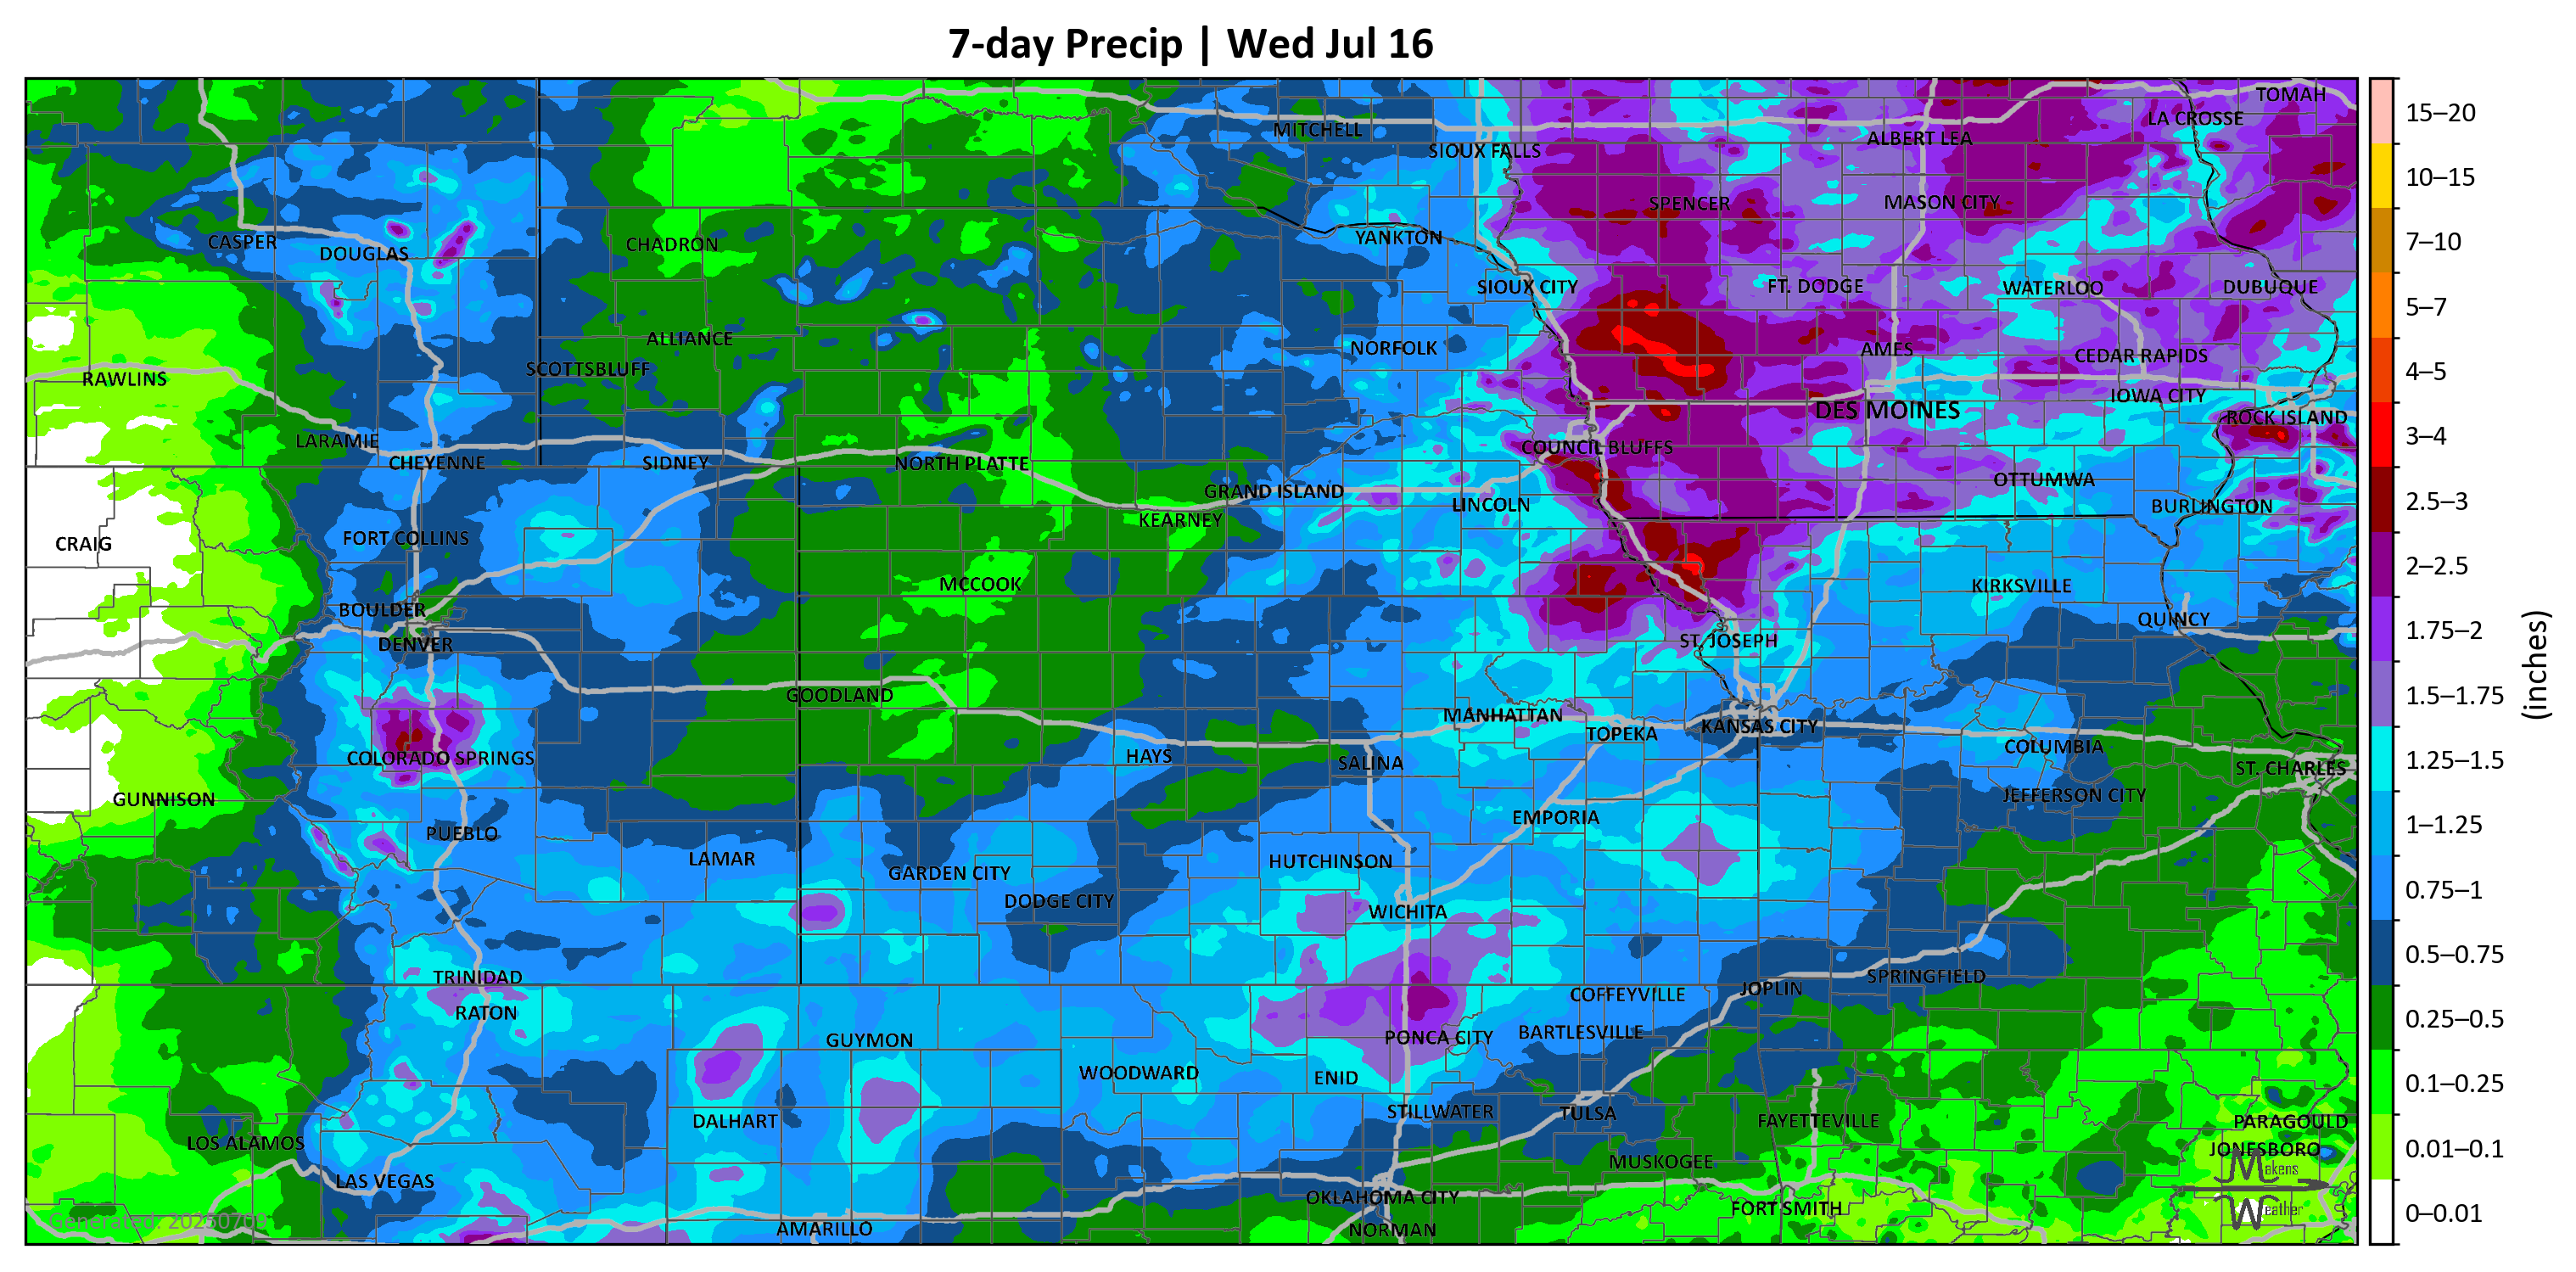 7-day Precip | Wed Jul 16
TOMAH
LA CROSSE
MITCHELL
ALBERT LEA
SIOUX FALLS
SPENCER
MASON CITY
CASPER
DOUGLAS
CHADRON
YANKTON
SIOUX CITY
FT. DODGE
WATERLOO
DUBUQUE
ALLIANCE
NORFOLK
AMES
CEDAR RAPIDS
SCOTTSBLUFF
RAWLINS
IOWA CITY
DES MOINES
ROCK ISLAND
LARAMIE
COUNCIL BLUFFS
CHEYENNE
SIDNEY
NORTH PLATTE
OTTUMWA
GRAND ISLAND
LINCOLN
BURLINGTON
KEARNEY
CRAIG
FORT COLLINS
MCCOOK
KIRKSVILLE
BOULDER
QUINCY
DENVER
ST. JOSEPH
GOODLAND
MANHATTAN
KANSAS CITY
TOPEKA
COLUMBIA
COLORADO SPRINGS
HAYS
SALINA
ST. CHARLES
GUNNISON
JEFFERSON CITY
EMPORIA
PUEBLO
LAMAR
HUTCHINSON
GARDEN CITY
DODGE CITY
WICHITA
TRINIDAD
SPRINGFIELD
JOPLIN
COFFEYVILLE
RATON
BARTLESVILLE
GUYMON
PONCA CITY
WOODWARD
ENID
STILLWATER
TULSA
DALHART
FAYETTEVILLE
PARAGOULD
LOS ALAMOS
JONESBORO
MUSKOGEE
LAS VEGAS
OKLAHOMA CITY
FORT SMITH
AMARILLO
NORMAN
Generated: 20250709
Makens
Weather
15–20
10–15
7–10
5–7
4–5
3–4
2.5–3
2–2.5
1.75–2
1.5–1.75
1.25–1.5
1–1.25
0.75–1
0.5–0.75
0.25–0.5
0.1–0.25
0.01–0.1
0–0.01
(inches)